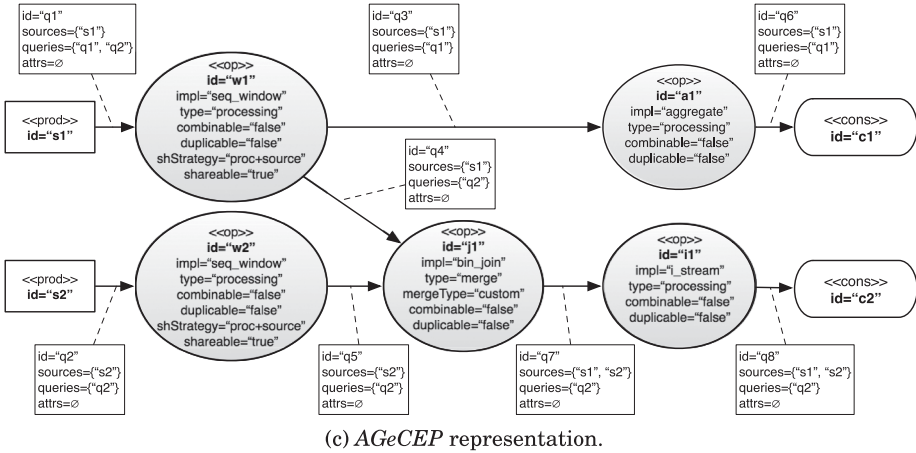 id=“q1”
sources={“s1”}
queries={“q1”, “q2”}
attrs=∅
id=“q3”
sources={“s1”}
queries={“q1”}
attrs=∅
id=“q6”
sources={“s1”}
queries={“q1”}
attrs=∅
<<prod>>
id=“s1”
<<op>>
id=“w1”
impl=“seq_window”
type=“processing”
combinable=“false”
duplicable=“false”
shStrategy=“proc+source”
shareable=“true”
<<op>>
id=“a1”
impl=“aggregate”
type=“processing”
combinable=“false”
duplicable=“false”
<<cons>>
id=“c1”
id=“q4”
sources={“s1”}
queries={“q2”}
attrs=∅
<<prod>>
id=“s2”
<<op>>
id=“w2”
impl=“seq_window”
type=“processing”
combinable=“false”
duplicable=“false”
shStrategy=“proc+source”
shareable=“true”
<<op>>
id=“j1”
impl=“bin_join”
type=“merge”
mergeType=“custom”
combinable=“false”
duplicable=“false”
<<op>>
id=“i1”
impl=“i_stream”
type=“processing”
combinable=“false”
duplicable=“false”
<<cons>>
id=“c2”
id=“q2”
sources={“s2”}
queries={“q2”}
attrs=∅
id=“q5”
sources={“s2”}
queries={“q2”}
attrs=∅
id=“q7”
sources={“s1”, “s2”}
queries={“q2”}
attrs=∅
id=“q8”
sources={“s1”, “s2”}
queries={“q2”}
attrs=∅
(c) AGeCEP representation.